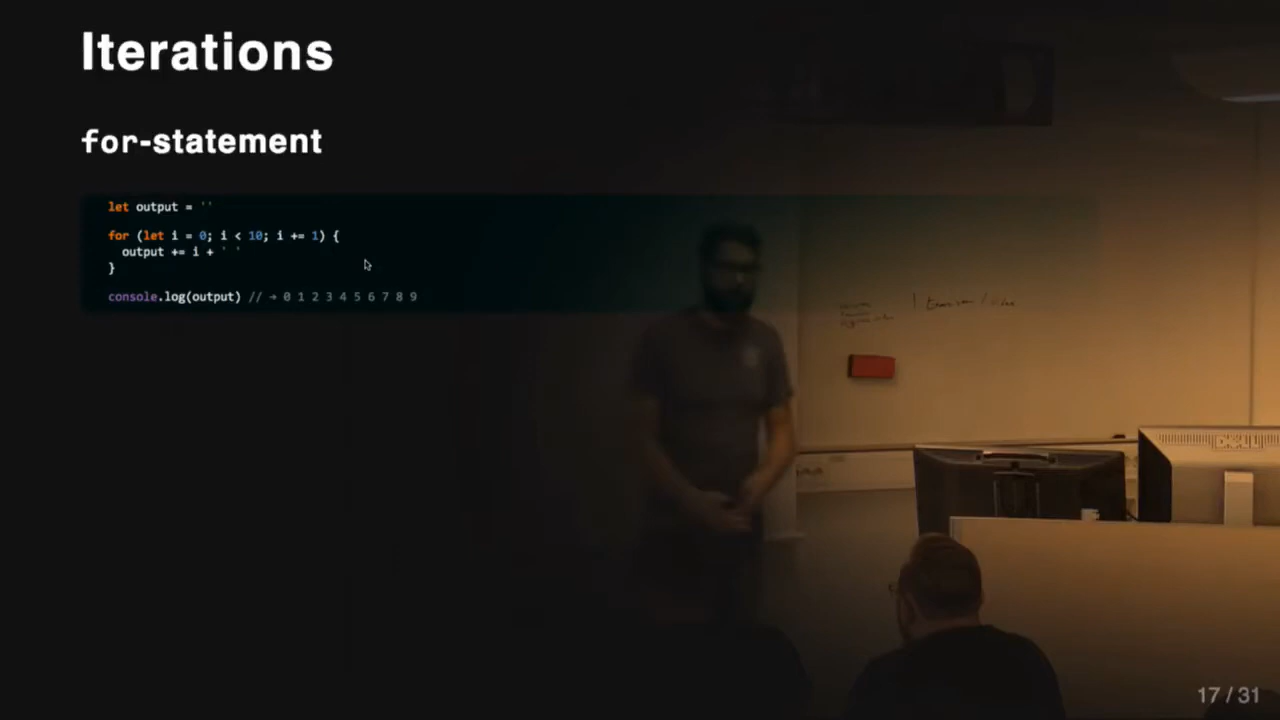 Iterations
for-statement
let output = ''
for (let i = 0; i < 10; i += 1) {
output += i + ' '
}
console.log(output) // → 0 1 2 3 4 5 6 7 8 9
DELL
17 / 31